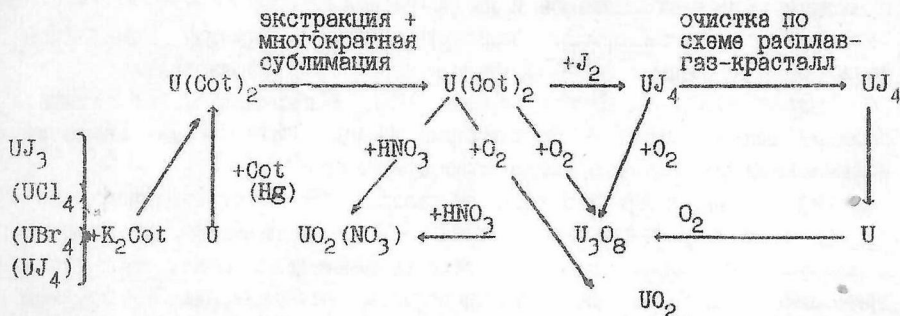 экстракция +
многократная
сублимация
очистка по
схеме расплав-
газ-красталл
U(Cot)₂
U(Cot)₂
+J₂
UJ₄
UJ₄
UJ₃
(UCl₄)
(UBr₄)
(UJ₄)
+K₂Cot
+Cot
(Hg)
+HNO₃
+O₂
+O₂
+O₂
U
UO₂(NO₃)
+HNO₃
U₃O₈
O₂
U
UO₂